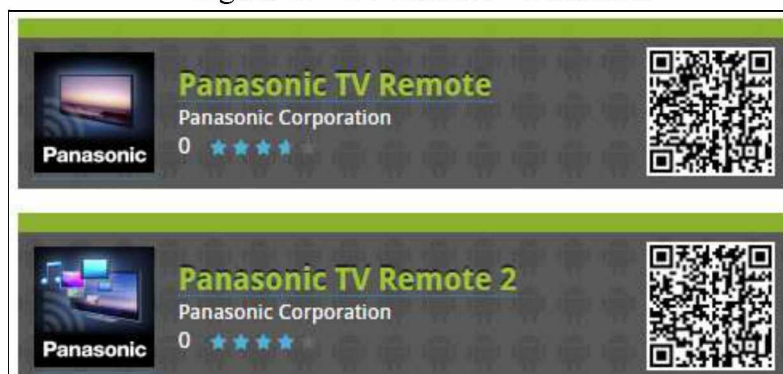 Panasonic TV Remote
Panasonic Corporation
0
Panasonic
Panasonic TV Remote 2
Panasonic Corporation
0
Panasonic